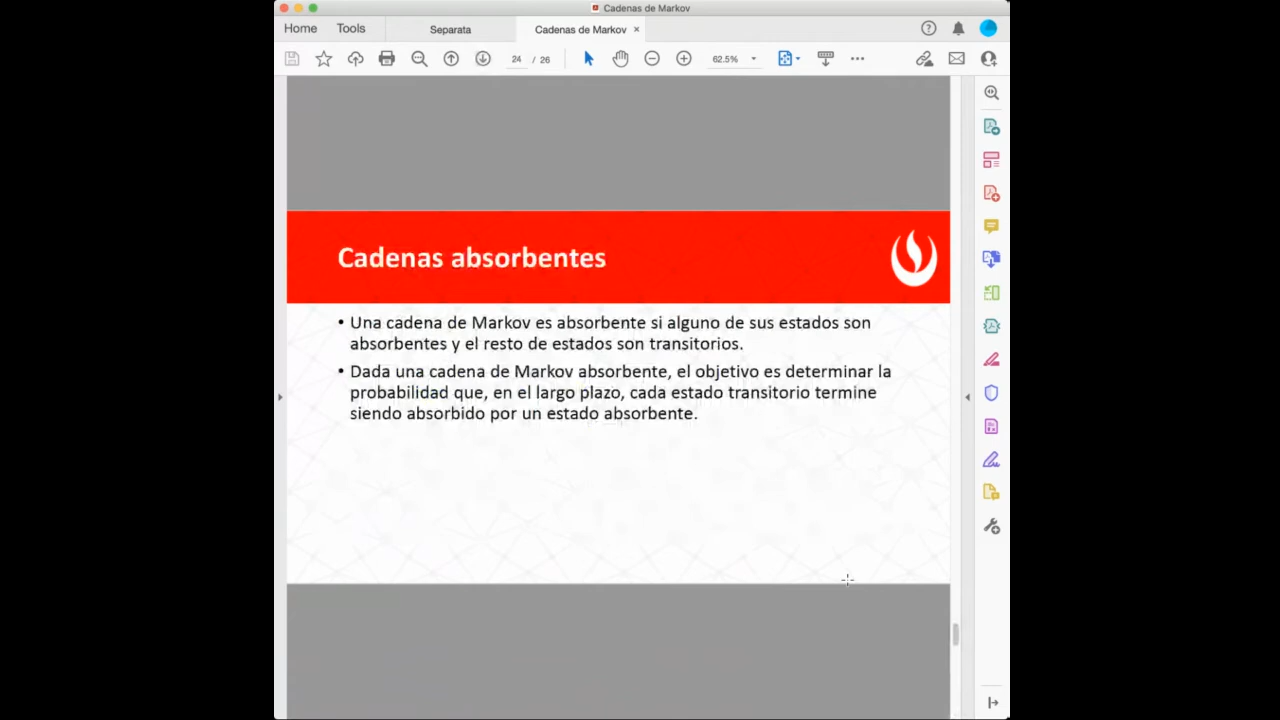 Cadenas de Markov
Home Tools Separata Cadenas de Markov ×
24 / 26 62.5%
Cadenas absorbentes
• Una cadena de Markov es absorbente si alguno de sus estados son
absorbentes y el resto de estados son transitorios.
• Dada una cadena de Markov absorbente, el objetivo es determinar la
probabilidad que, en el largo plazo, cada estado transitorio termine
siendo absorbido por un estado absorbente.